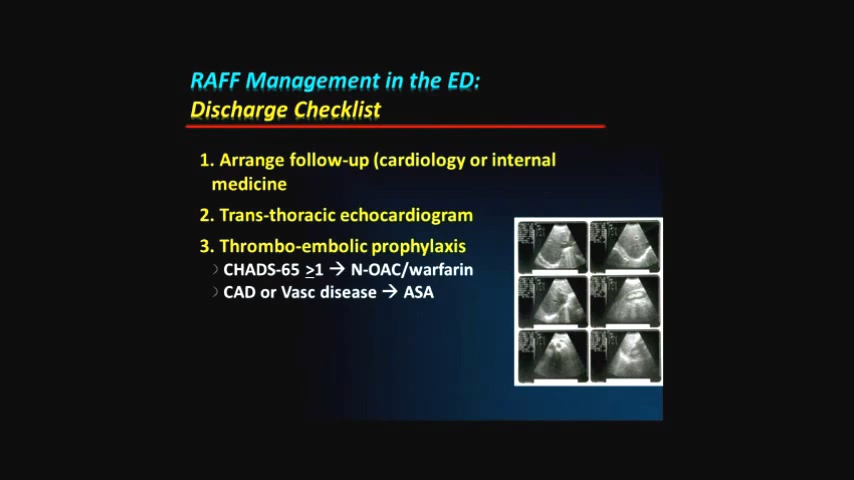 RAFF Management in the ED:
Discharge Checklist
1. Arrange follow-up (cardiology or internal
medicine
2. Trans-thoracic echocardiogram
3. Thrombo-embolic prophylaxis
CHADS-65 ≥1 → N-OAC/warfarin
CAD or Vasc disease → ASA